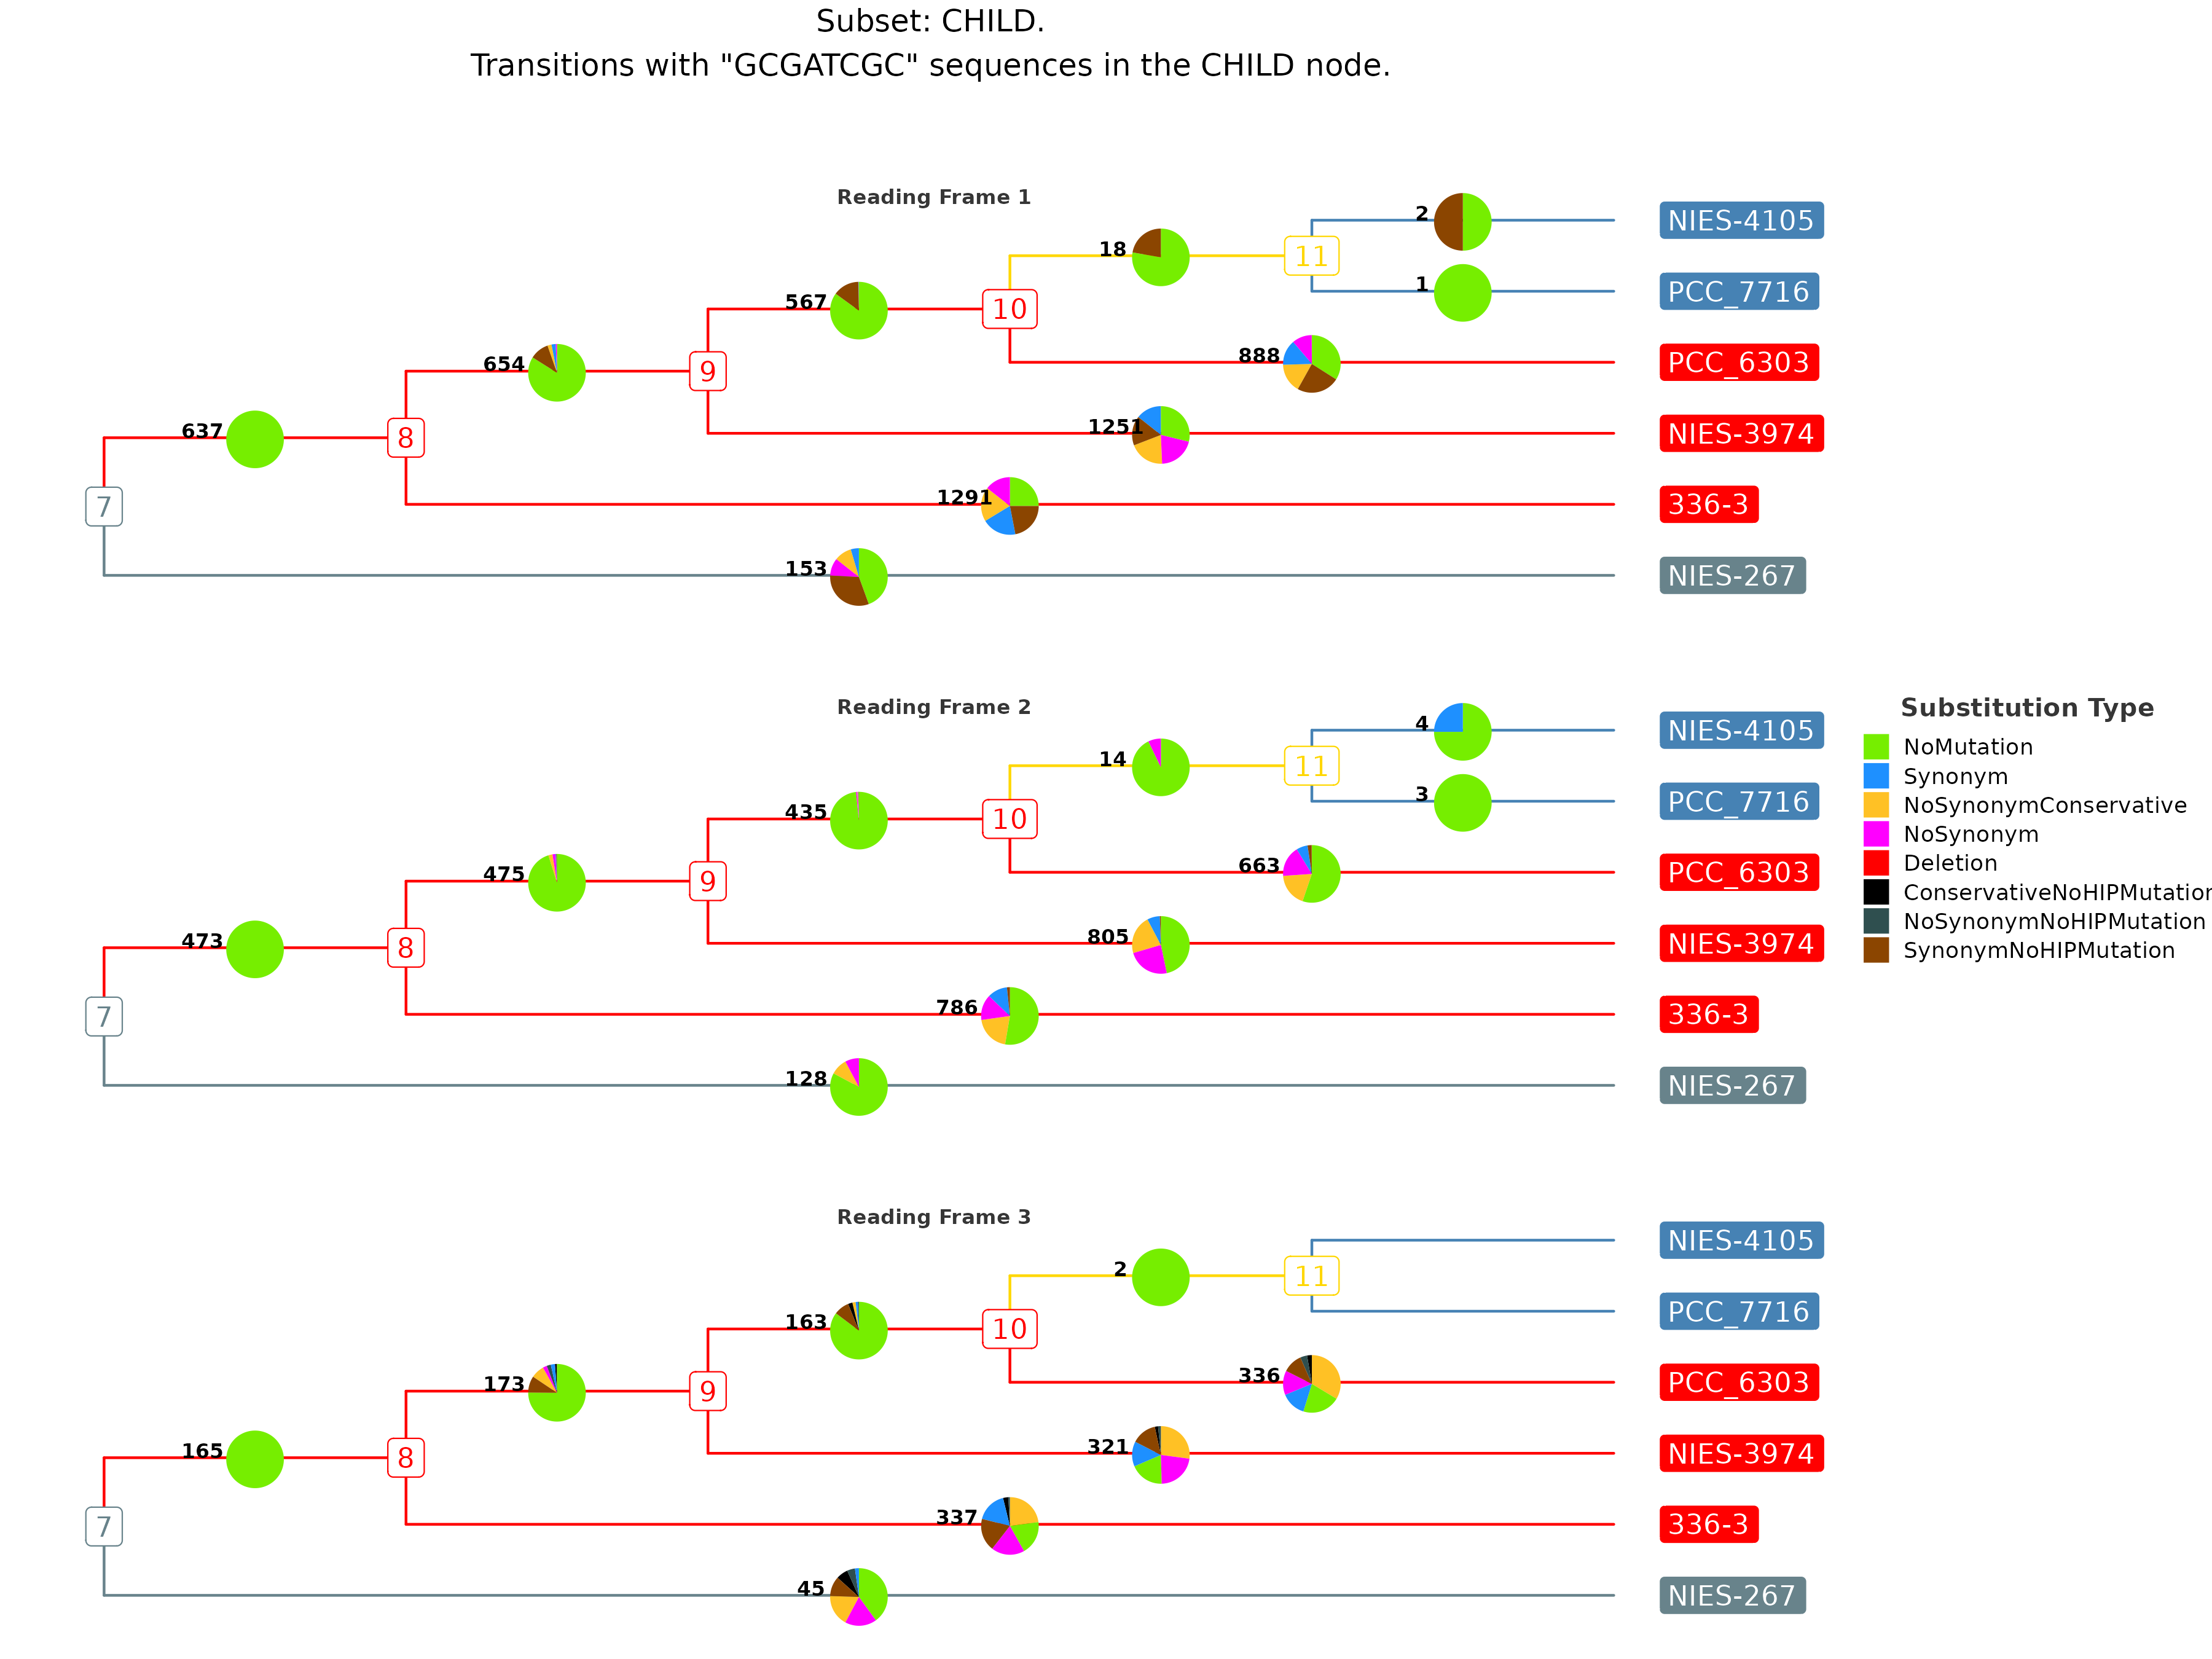 Subset: CHILD.
Transitions with "GCGATCGC" sequences in the CHILD node.
Reading Frame 1
2 NIES-4105
18 11
1 PCC_7716
567 10
888 PCC_6303
654 9
1251 NIES-3974
637 8
1291 336-3
7
153 NIES-267
Reading Frame 2
4 NIES-4105
14 11
3 PCC_7716
435 10
663 PCC_6303
475 9
805 NIES-3974
473 8
786 336-3
7
128 NIES-267
Substitution Type
NoMutation
Synonym
NoSynonymConservative
NoSynonym
Deletion
ConservativeNoHIPMutation
NoSynonymNoHIPMutation
SynonymNoHIPMutation
Reading Frame 3
NIES-4105
2 11
PCC_7716
163 10
336 PCC_6303
173 9
321 NIES-3974
165 8
337 336-3
7
45 NIES-267